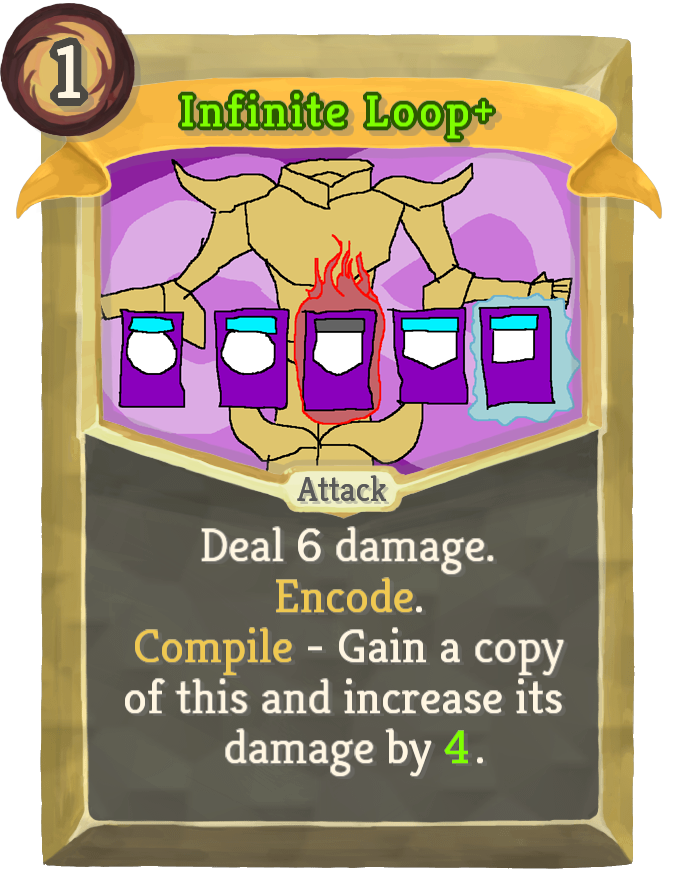 1
Infinite Loop+
Attack
Deal 6 damage.
Encode.
Compile - Gain a copy
of this and increase its
damage by 4.